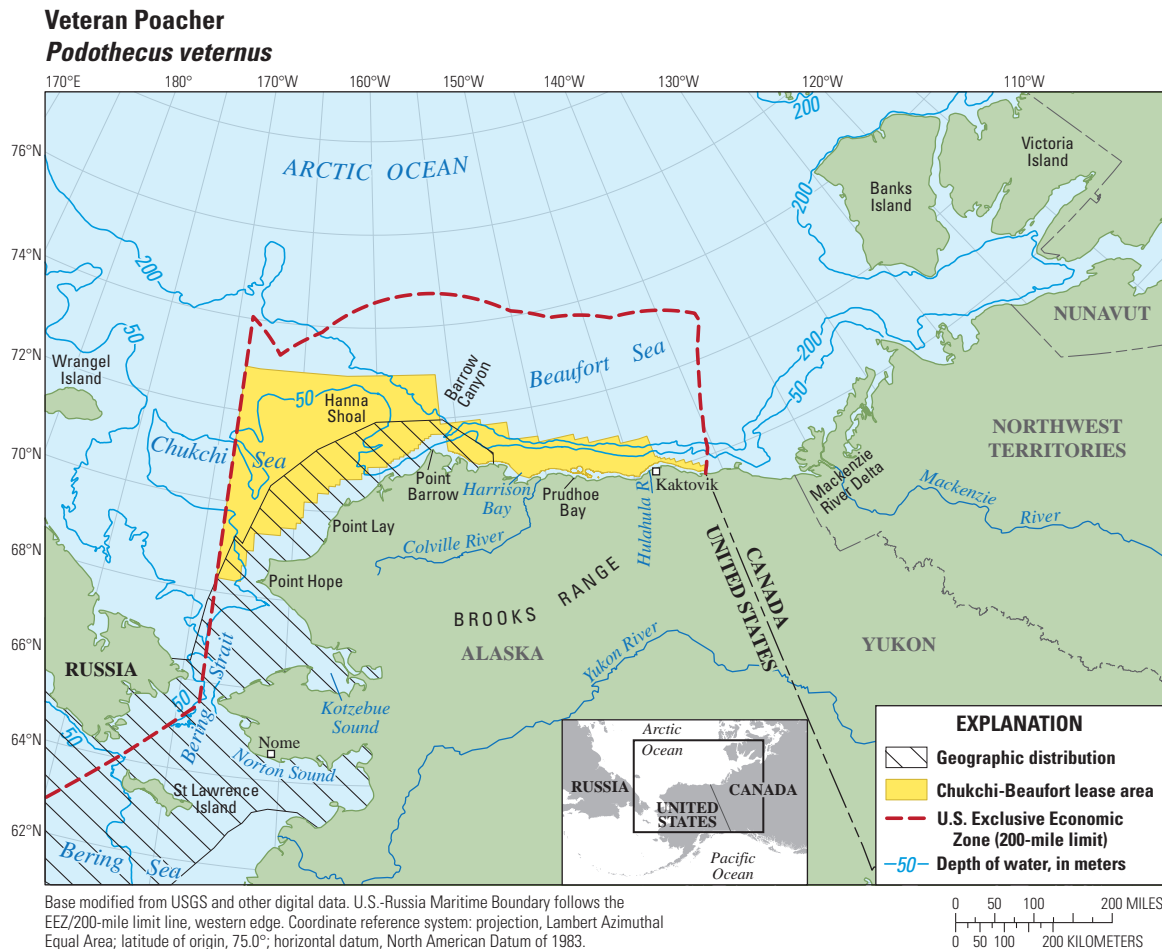 Veteran Poacher
Podothecus veternus
170°E 180° 170°W 160°W 150°W 140°W 130°W 120°W 110°W
76°N
74°N
72°N
70°N
68°N
66°N
64°N
62°N
ARCTIC OCEAN
200
Victoria
Island
Banks
Island
200
200
50
NUNAVUT
Wrangel
Island
Beaufort Sea
Barrow
Canyon
200
50
50
Hanna
Shoal
Chukchi Sea
NORTHWEST
TERRITORIES
Point
Barrow
Harrison
Bay
Prudhoe
Bay
Kaktovik
Hulahula R
Mackenzie
River Delta
Mackenzie
River
Point Lay
Colville River
Point Hope
BROOKS RANGE
CANADA
UNITED STATES
RUSSIA
ALASKA
YUKON
Yukon River
Bering Strait
50
50
Kotzebue
Sound
Nome
Norton Sound
St Lawrence
Island
Bering Sea
Arctic
Ocean
RUSSIA
UNITED
STATES
CANADA
Pacific
Ocean
EXPLANATION
Geographic distribution
Chukchi-Beaufort lease area
U.S. Exclusive Economic
Zone (200-mile limit)
50 Depth of water, in meters
Base modified from USGS and other digital data. U.S.-Russia Maritime Boundary follows the
EEZ/200-mile limit line, western edge. Coordinate reference system: projection, Lambert Azimuthal
Equal Area; latitude of origin, 75.0°; horizontal datum, North American Datum of 1983.
0 50 100 200 MILES
0 50 100 200 KILOMETERS